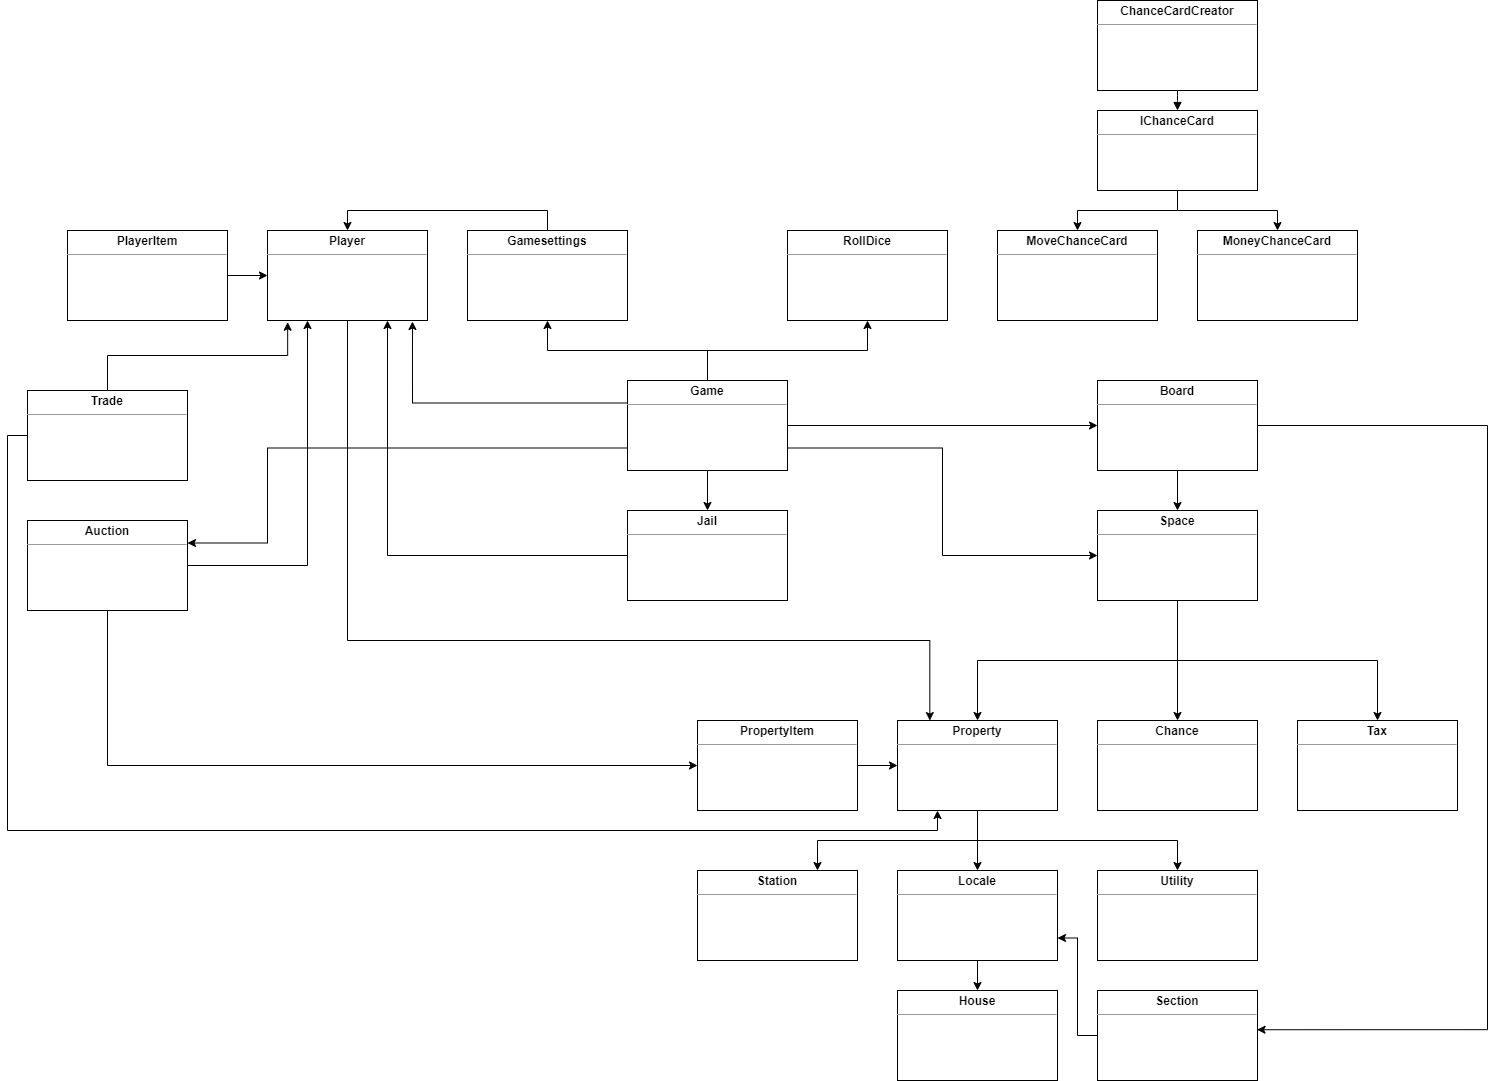 ChanceCardCreator
IChanceCard
PlayerItem
Player
Gamesettings
RollDice
MoveChanceCard
MoneyChanceCard
Trade
Game
Board
Auction
Jail
Space
PropertyItem
Property
Chance
Tax
Station
Locale
Utility
House
Section